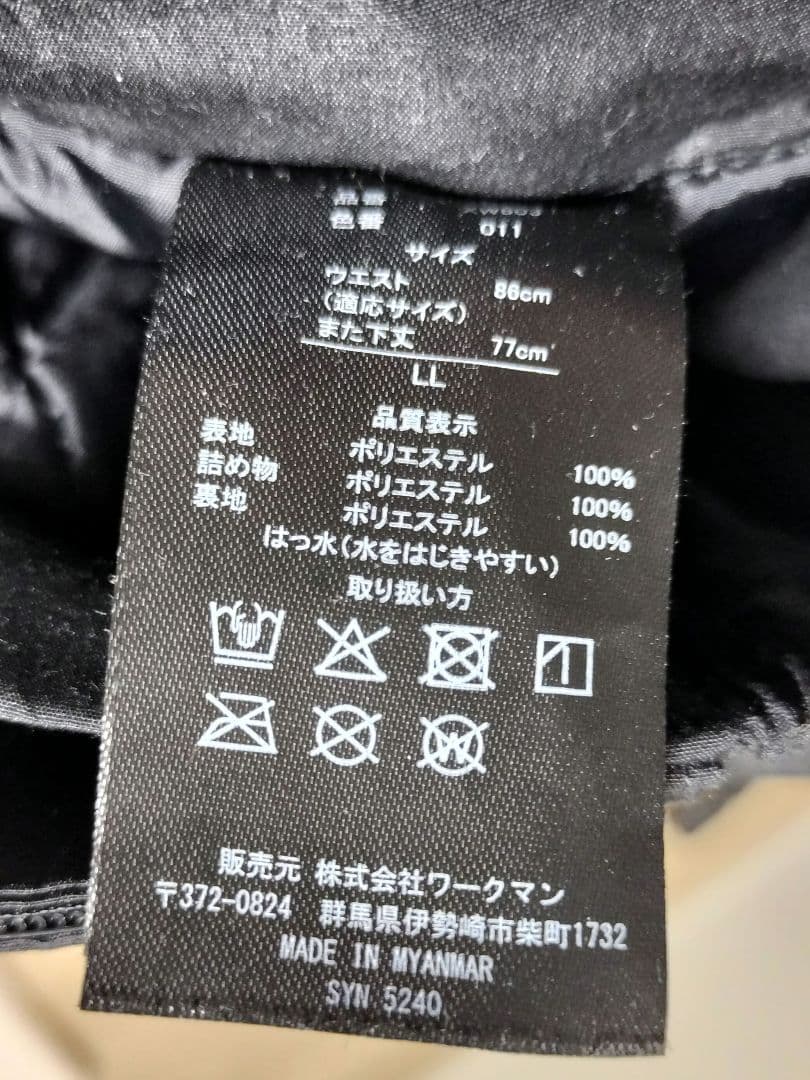 品番
色番 011
サイズ
ウエスト 86cm
(適応サイズ)
また下丈 77cm
LL
品質表示
表地 ポリエステル 100%
詰め物 ポリエステル 100%
裏地 ポリエステル 100%
はっ水(水をはじきやすい)
取り扱い方
W
販売元 株式会社ワークマン
〒372-0824 群馬県伊勢崎市柴町1732
MADE IN MYANMAR
SYN 5240